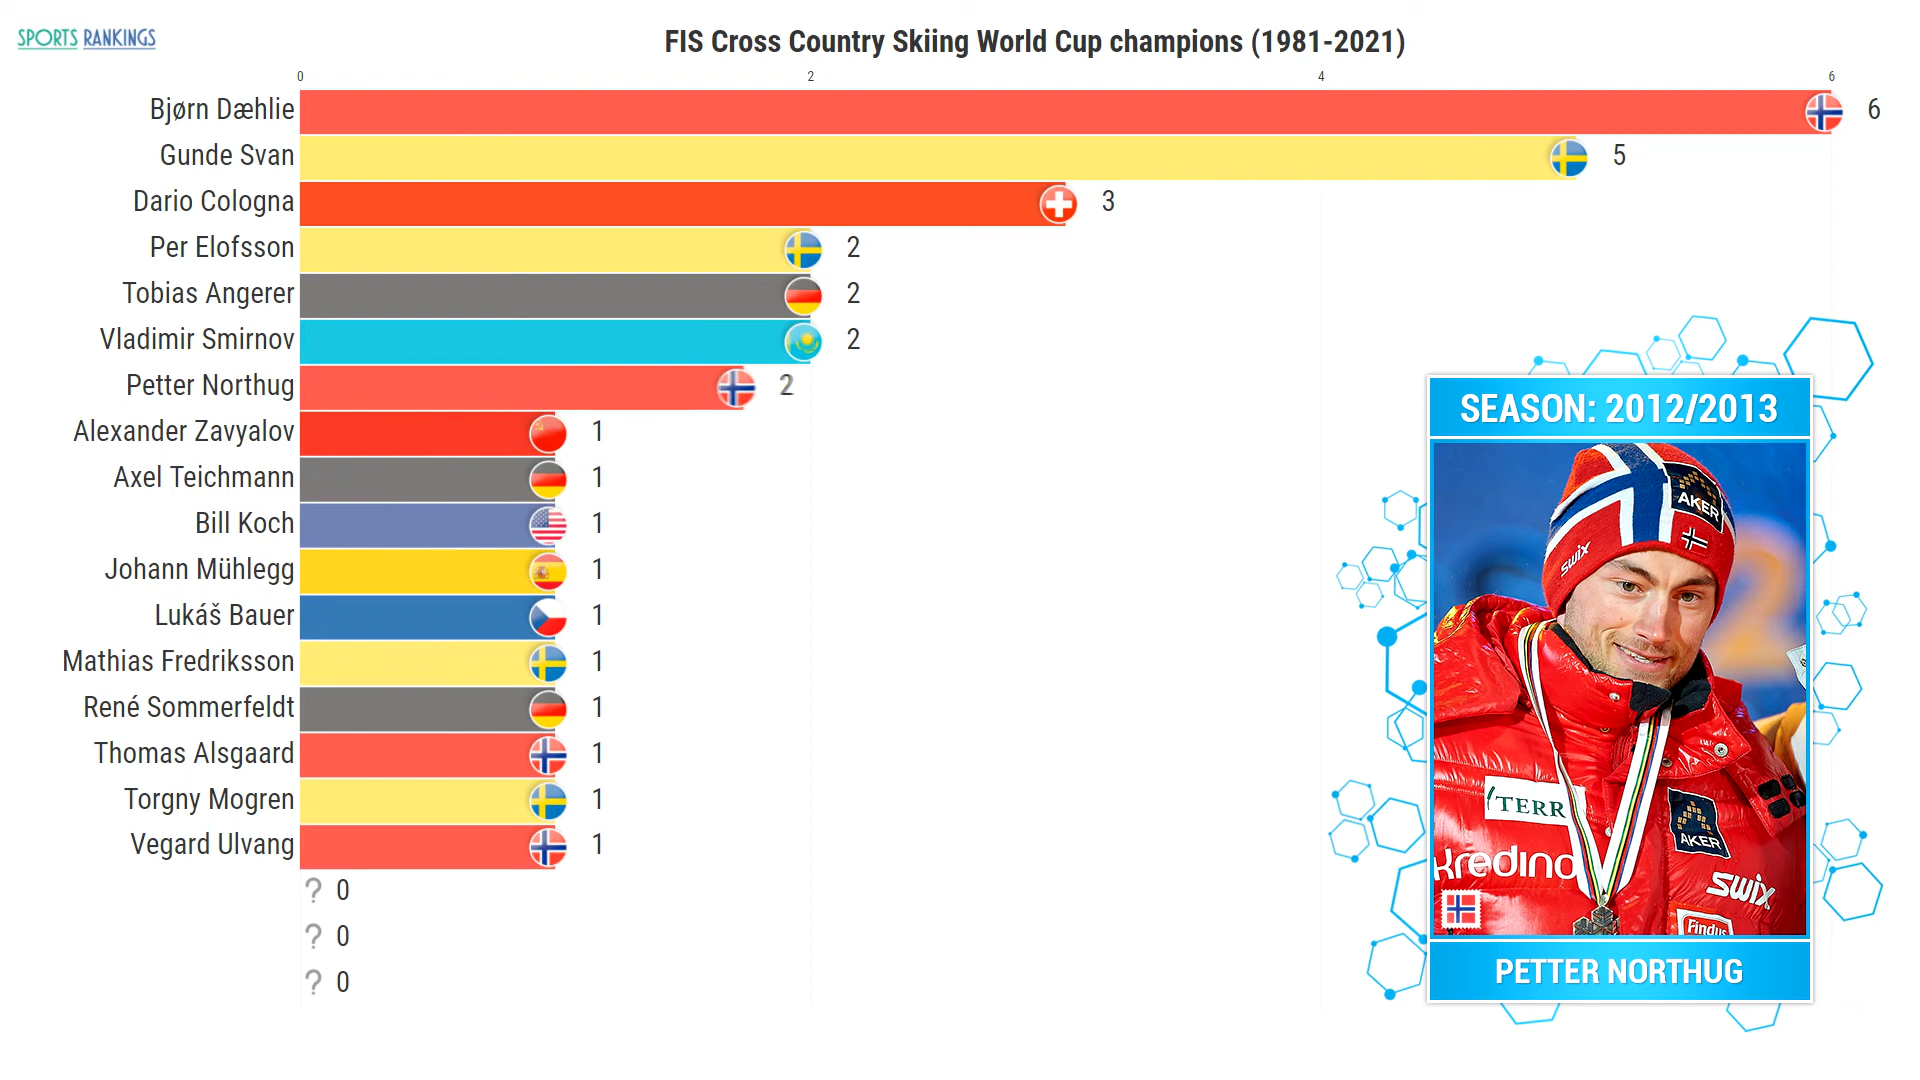 SPORTS RANKINGS
FIS Cross Country Skiing World Cup champions (1981-2021)
0 2 4 6
Bjørn Dæhlie 6
Gunde Svan 5
Dario Cologna 3
Per Elofsson 2
Tobias Angerer 2
Vladimir Smirnov 2
Petter Northug 2
Alexander Zavyalov 1
Axel Teichmann 1
Bill Koch 1
Johann Mühlegg 1
Lukáš Bauer 1
Mathias Fredriksson 1
René Sommerfeldt 1
Thomas Alsgaard 1
Torgny Mogren 1
Vegard Ulvang 1
? 0
? 0
? 0
SEASON: 2012/2013
AKER
swix
TERR
AKER
kredino
swix
Findus
PETTER NORTHUG